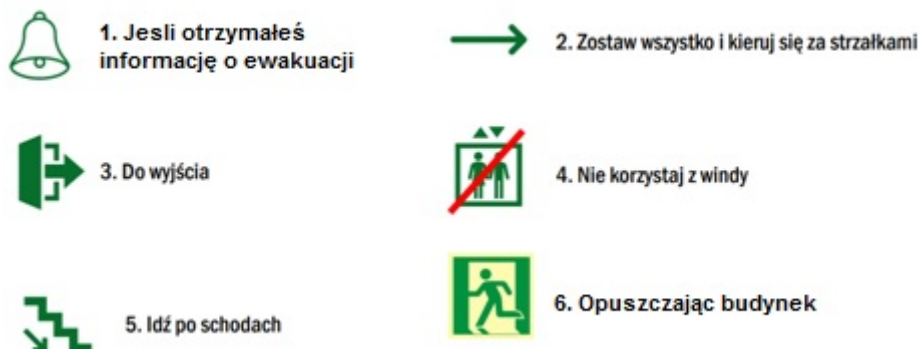 1. Jesli otrzymałeś
informację o ewakuacji
2. Zostaw wszystko i kieruj się za strzałkami
3. Do wyjścia
4. Nie korzystaj z windy
5. Idź po schodach
6. Opuszczając budynek